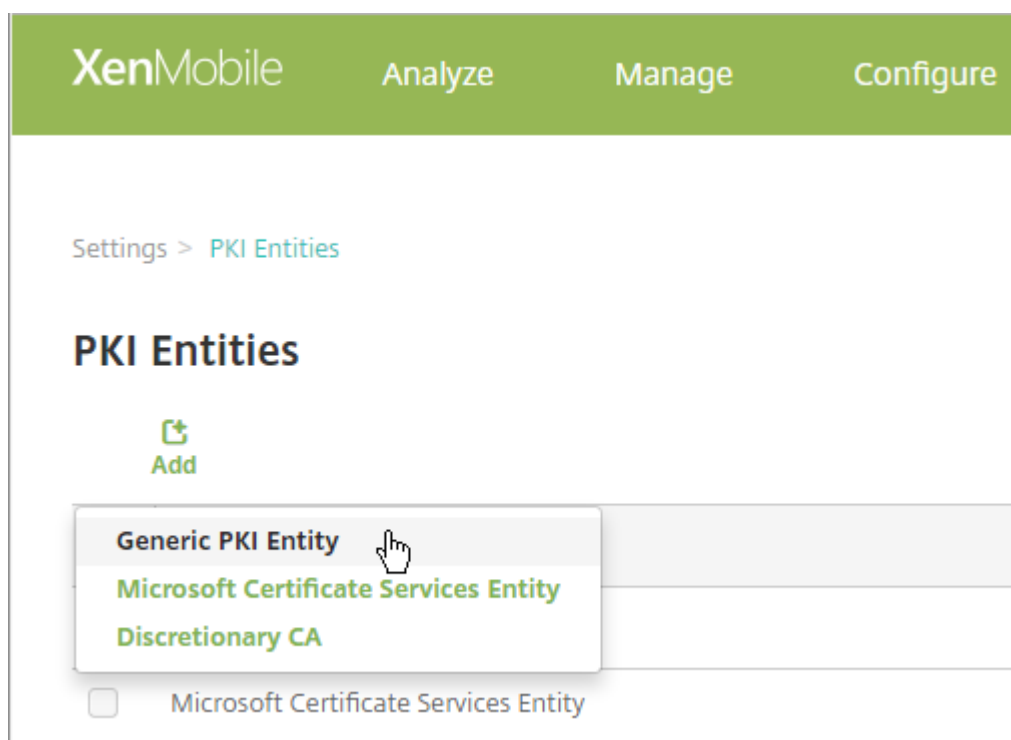 XenMobile Analyze Manage Configure
Settings > PKI Entities
PKI Entities
Add
Generic PKI Entity
Microsoft Certificate Services Entity
Discretionary CA
Microsoft Certificate Services Entity